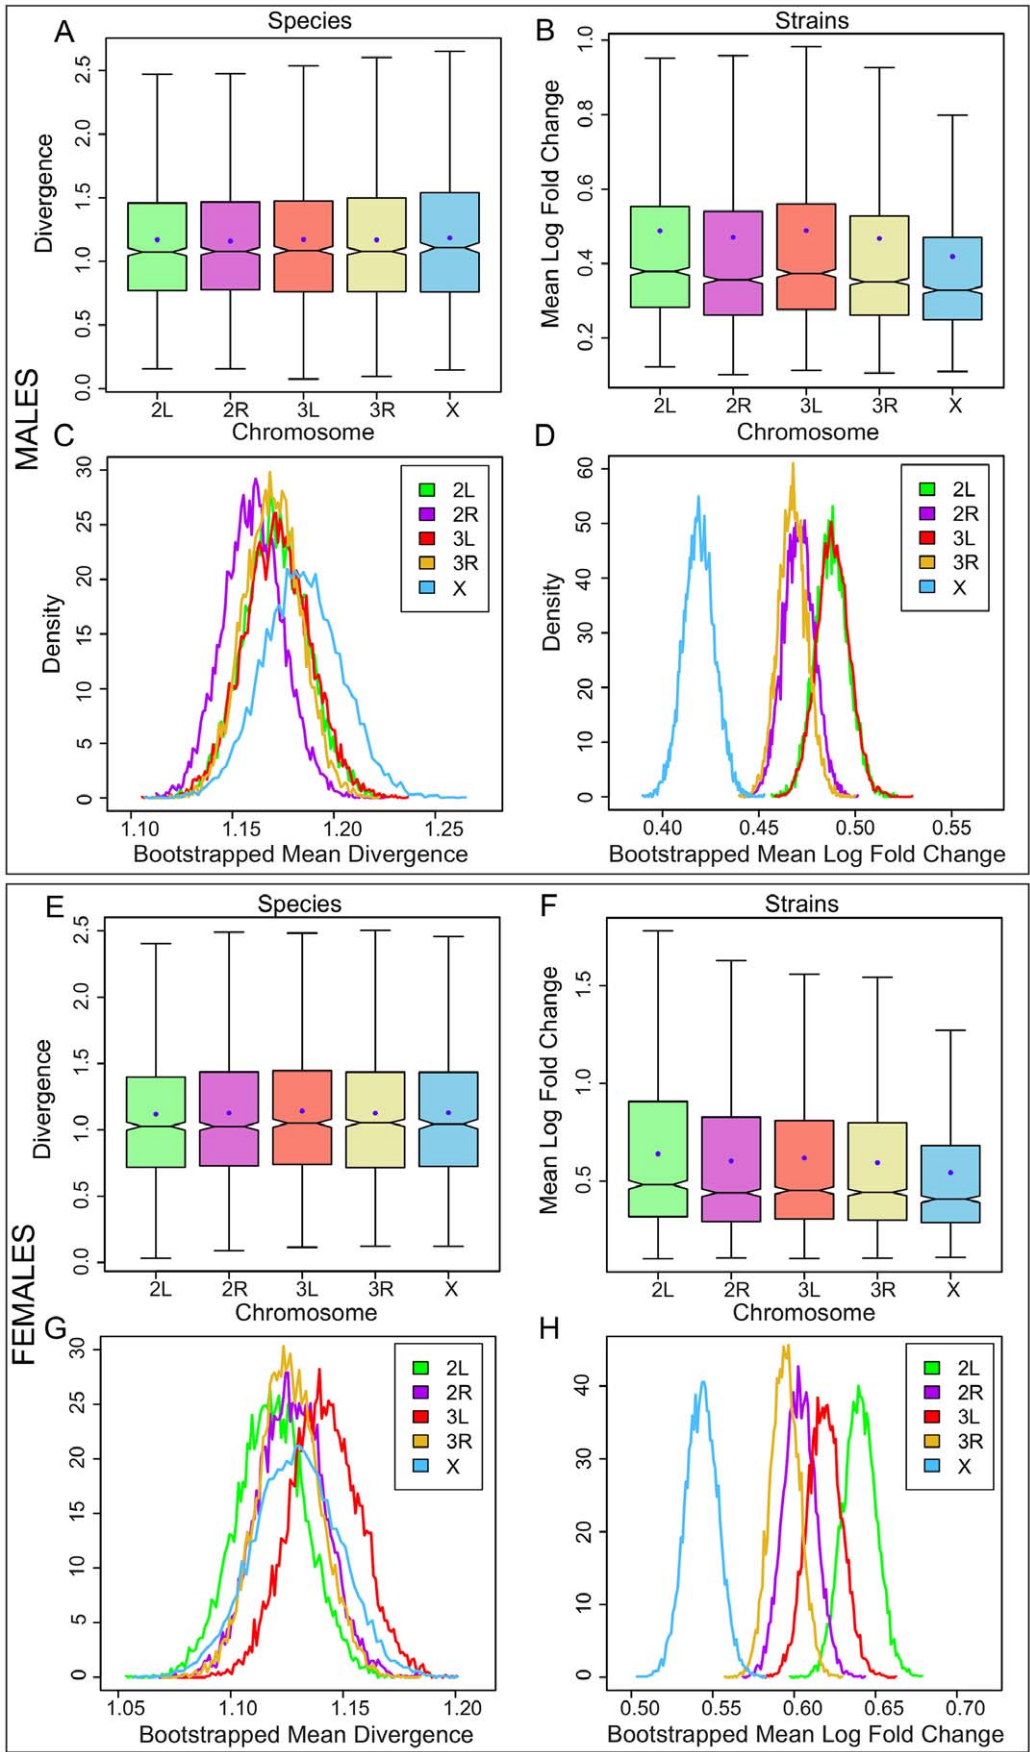 MALES
A
Species
Divergence
2.5
2.0
1.5
1.0
0.5
0.0
2L 2R 3L 3R X
Chromosome
B
Strains
Mean Log Fold Change
1.0
0.8
0.6
0.4
0.2
2L 2R 3L 3R X
Chromosome
C
Density
30
25
20
15
10
5
0
2L
2R
3L
3R
X
1.10 1.15 1.20 1.25
Bootstrapped Mean Divergence
D
Density
60
50
40
30
20
10
0
2L
2R
3L
3R
X
0.40 0.45 0.50 0.55
Bootstrapped Mean Log Fold Change
FEMALES
E
Species
Divergence
2.5
2.0
1.5
1.0
0.5
0.0
2L 2R 3L 3R X
Chromosome
F
Strains
Mean Log Fold Change
1.5
1.0
0.5
2L 2R 3L 3R X
Chromosome
G
30
25
20
15
10
5
0
2L
2R
3L
3R
X
1.05 1.10 1.15 1.20
Bootstrapped Mean Divergence
H
40
30
20
10
0
2L
2R
3L
3R
X
0.50 0.55 0.60 0.65 0.70
Bootstrapped Mean Log Fold Change